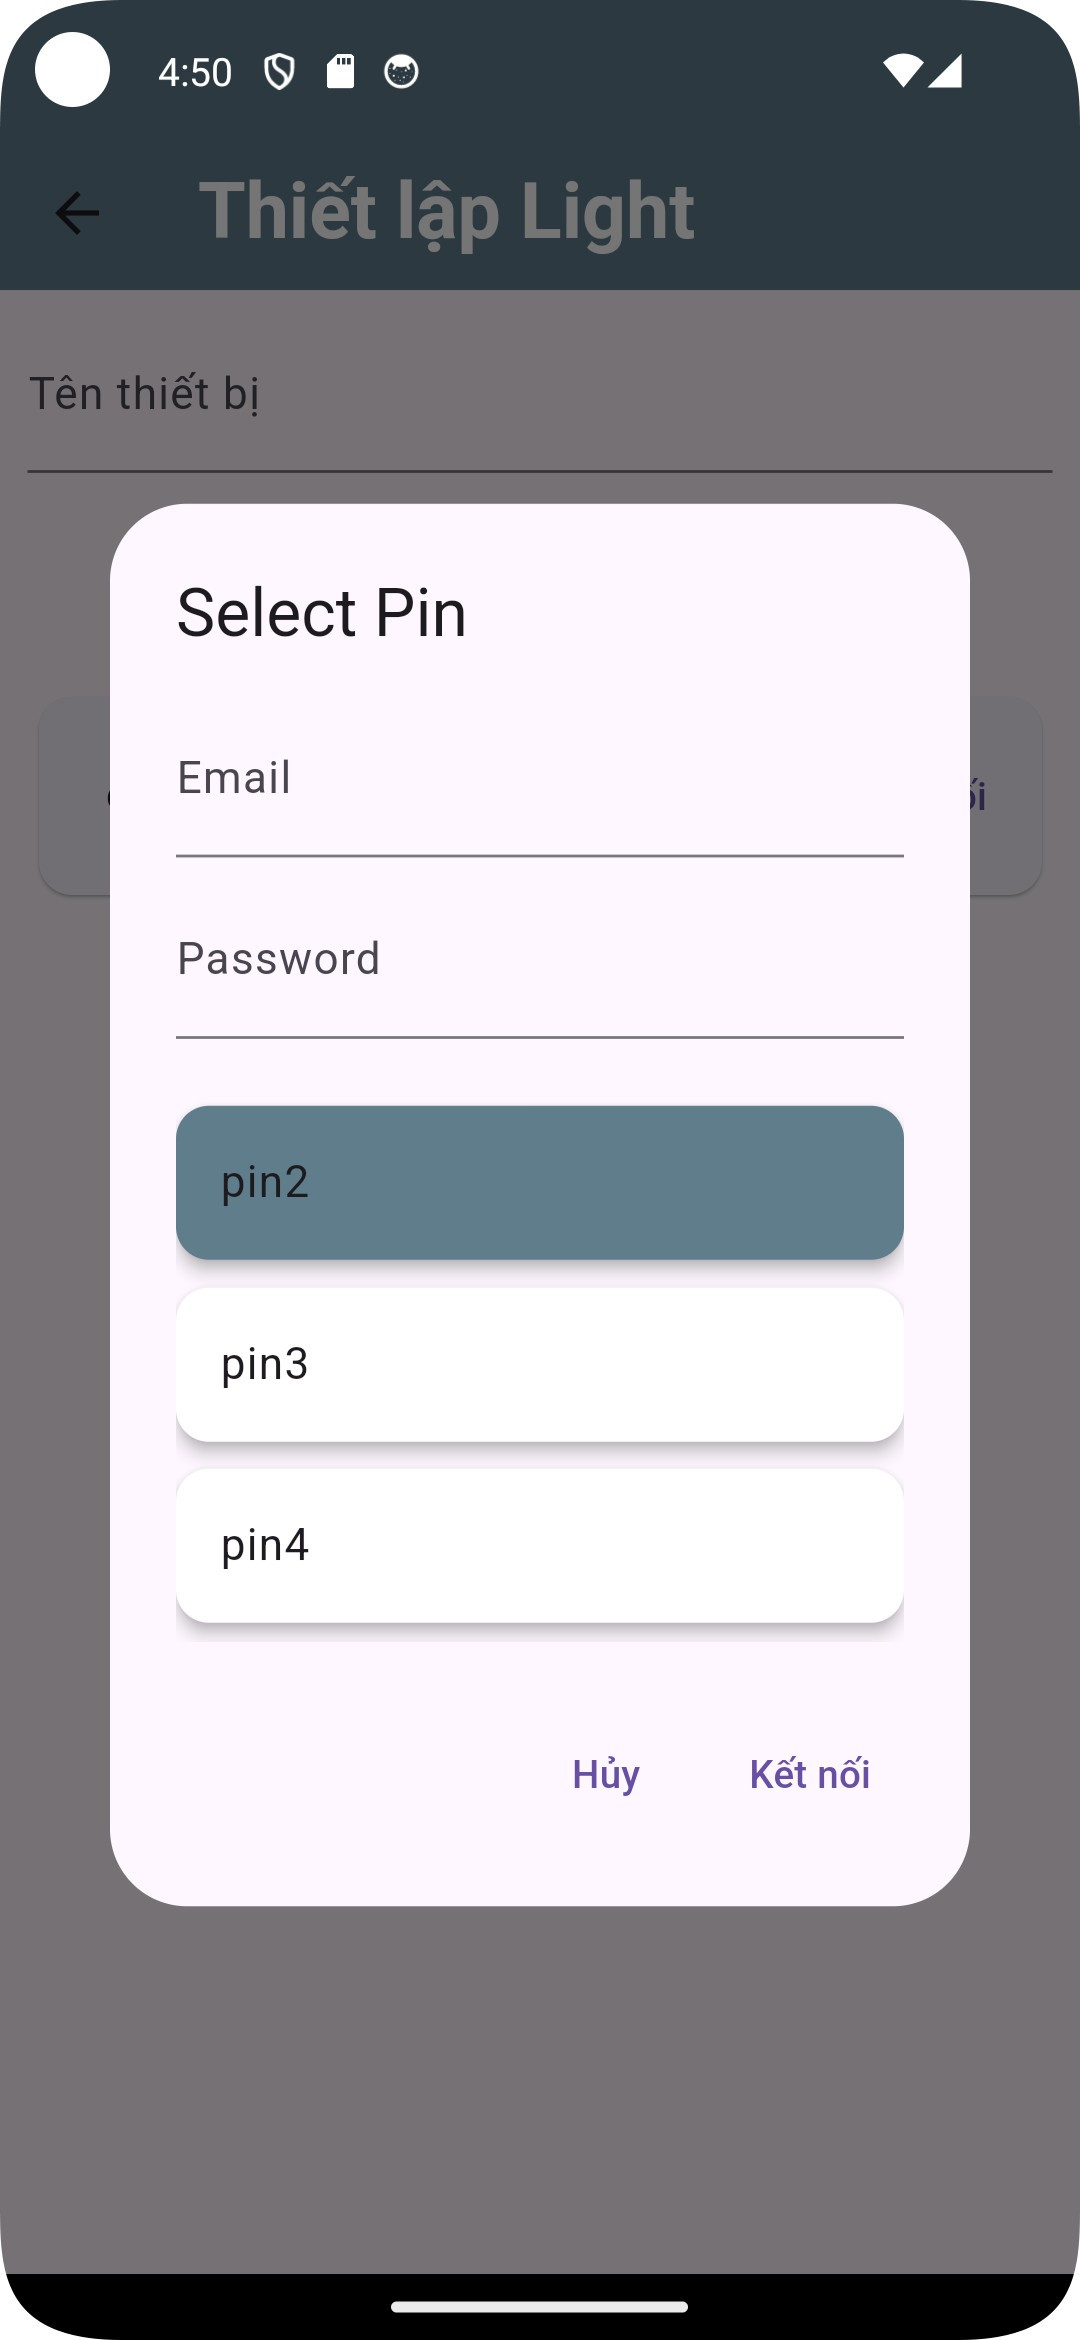 4:50
Thiết lập Light
Tên thiết bị
Select Pin
Email
Password
pin2
pin3
pin4
Hủy
Kết nối